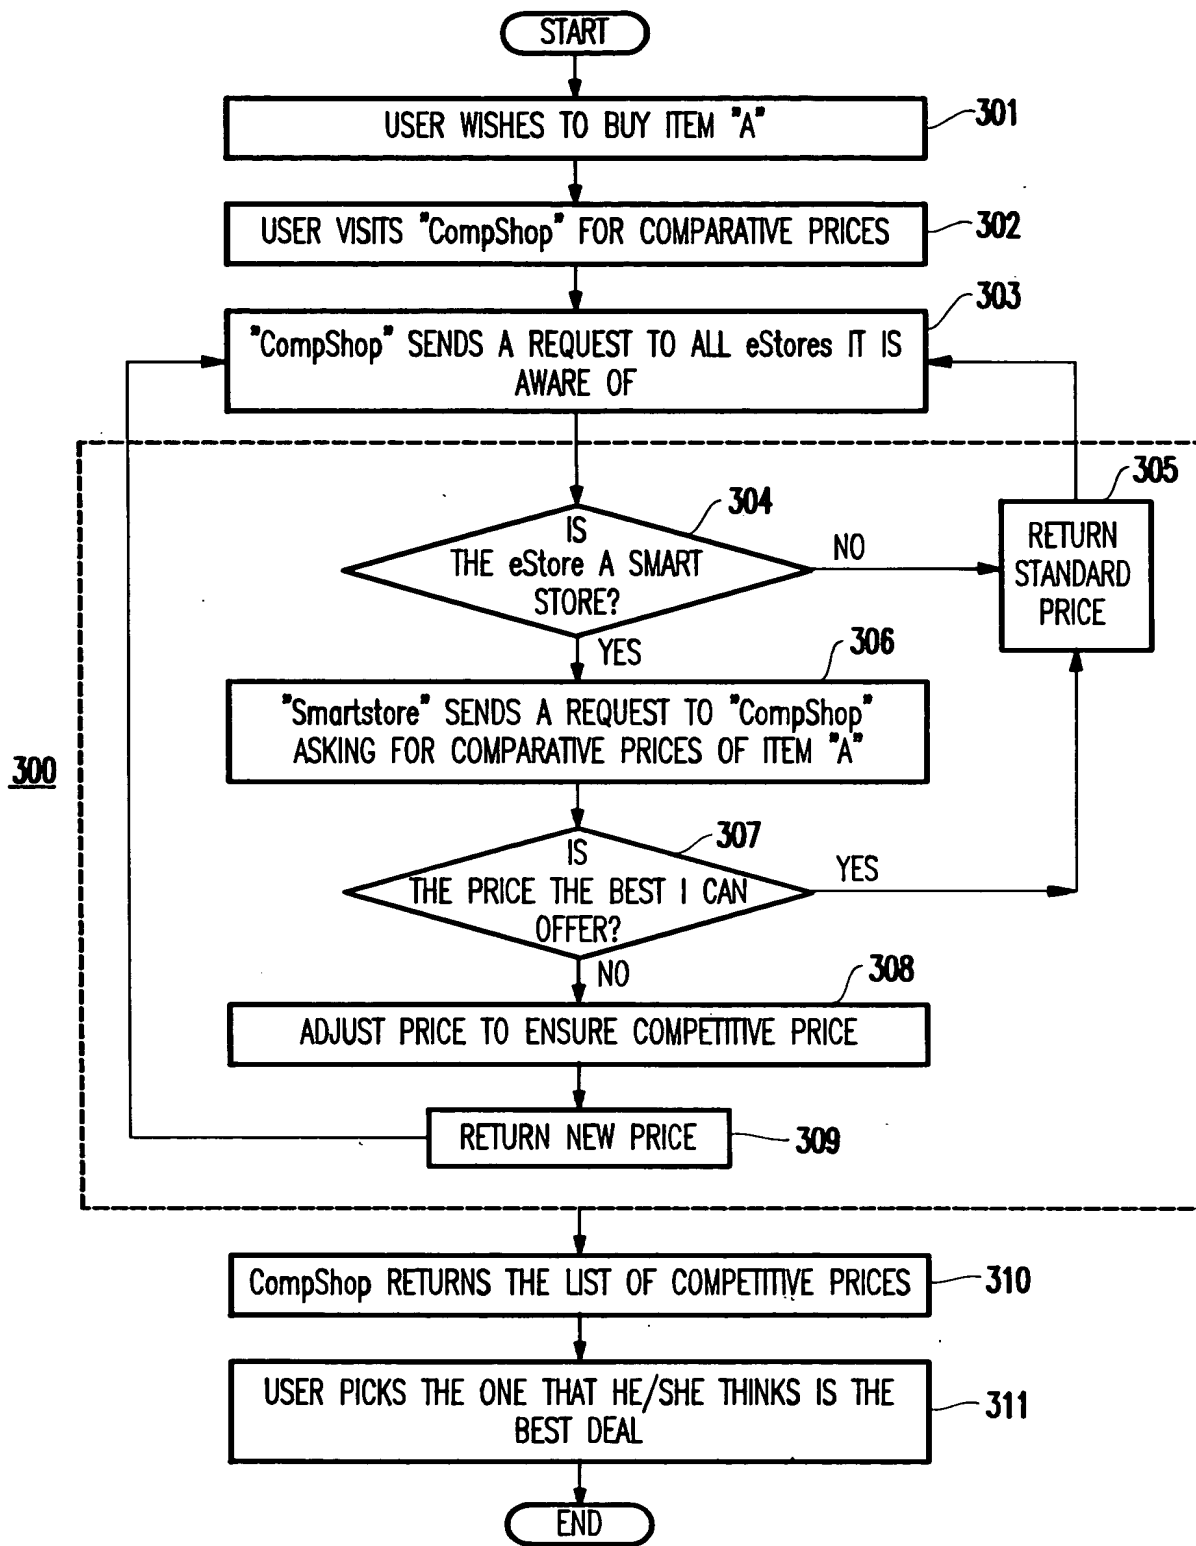 START
USER WISHES TO BUY ITEM "A"
301
USER VISITS "CompShop" FOR COMPARATIVE PRICES
302
303
"CompShop" SENDS A REQUEST TO ALL eStores IT IS
AWARE OF
304
IS
THE eStore A SMART
STORE?
NO
305
RETURN
STANDARD
PRICE
YES
306
"Smartstore" SENDS A REQUEST TO "CompShop"
ASKING FOR COMPARATIVE PRICES OF ITEM "A"
300
307
IS
THE PRICE THE BEST I CAN
OFFER?
YES
NO
308
ADJUST PRICE TO ENSURE COMPETITIVE PRICE
RETURN NEW PRICE
309
CompShop RETURNS THE LIST OF COMPETITIVE PRICES
310
USER PICKS THE ONE THAT HE/SHE THINKS IS THE
BEST DEAL
311
END